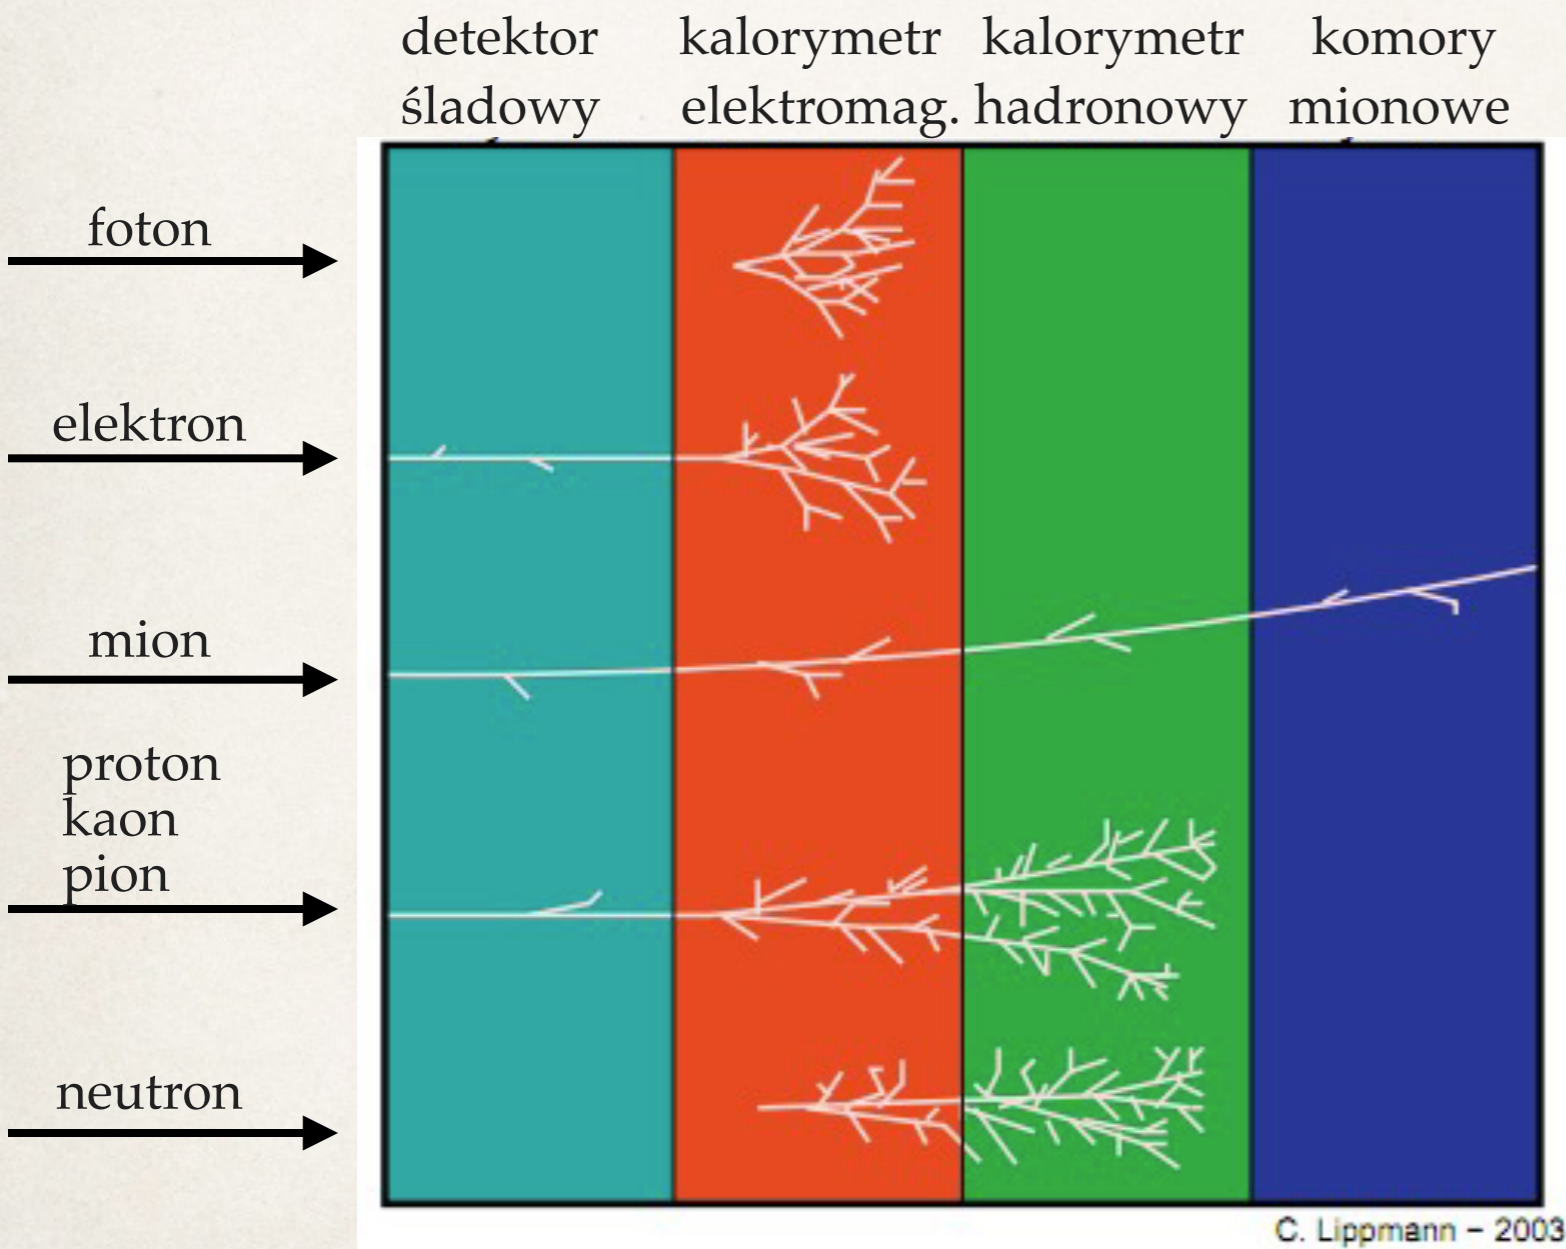 detektor kalorymetr kalorymetr komory
śladowy elektromag. hadronowy mionowe
foton
elektron
mion
proton
kaon
pion
neutron
C. Lippmann – 2003